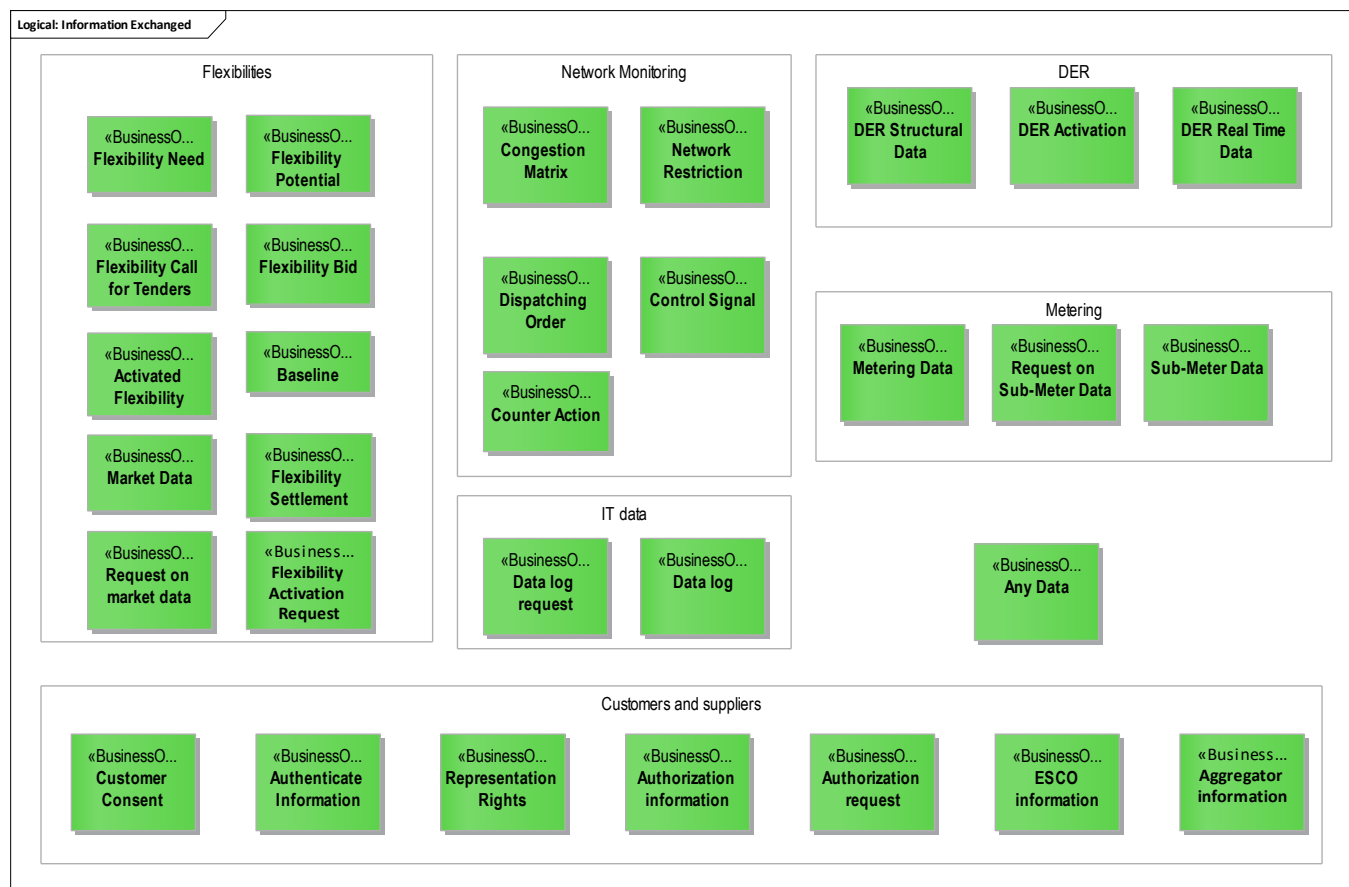 Logical: Information Exchanged
Flexibilities
«BusinessO...
Flexibility Need
«BusinessO...
Flexibility
Potential
«BusinessO...
Flexibility Call
for Tenders
«BusinessO...
Flexibility Bid
«BusinessO...
Activated
Flexibility
«BusinessO...
Baseline
«BusinessO...
Market Data
«BusinessO...
Flexibility
Settlement
«BusinessO...
Request on
market data
«Business...
Flexibility
Activation
Request
Network Monitoring
«BusinessO...
Congestion
Matrix
«BusinessO...
Network
Restriction
«BusinessO...
Dispatching
Order
«BusinessO...
Control Signal
«BusinessO...
Counter Action
IT data
«BusinessO...
Data log
request
«BusinessO...
Data log
DER
«BusinessO...
DER Structural
Data
«BusinessO...
DER Activation
«BusinessO...
DER Real Time
Data
Metering
«BusinessO...
Metering Data
«BusinessO...
Request on
Sub-Meter Data
«BusinessO...
Sub-Meter Data
«BusinessO...
Any Data
Customers and suppliers
«BusinessO...
Customer
Consent
«BusinessO...
Authenticate
Information
«BusinessO...
Representation
Rights
«BusinessO...
Authorization
information
«BusinessO...
Authorization
request
«BusinessO...
ESCO
information
«Business...
Aggregator
information